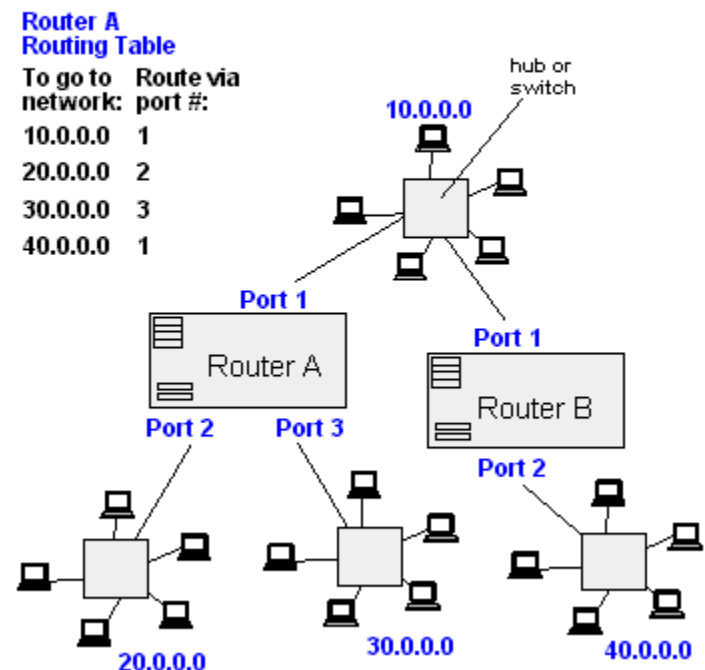 Router A
Routing Table
To go to Route via
network: port #:
10.0.0.0 1
20.0.0.0 2
30.0.0.0 3
40.0.0.0 1
hub or
switch
10.0.0.0
Port 1
Router A
Port 2 Port 3
Port 1
Router B
Port 2
20.0.0.0
30.0.0.0
40.0.0.0